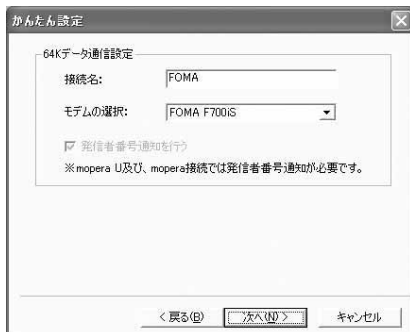 かんたん設定
64Kデータ通信設定
接続名: FOMA
モデムの選択: FOMA F700iS
発信者番号通知を行う
※mopera U及び、mopera接続では発信者番号通知が必要です。
< 戻る(B) 次へ(N) > キャンセル